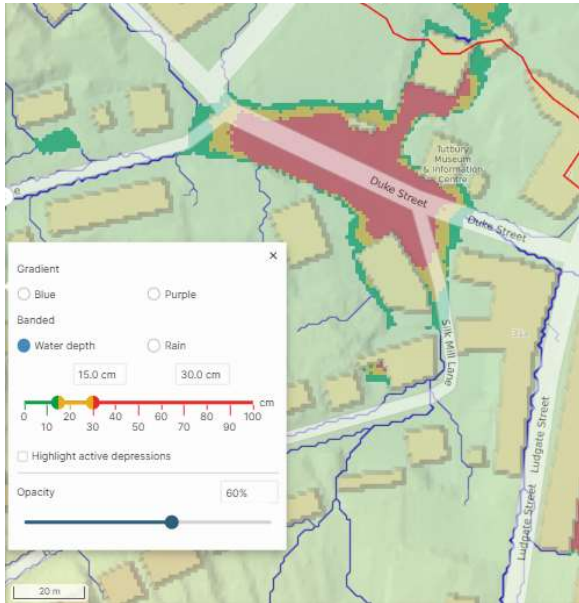 Tutbury
Museum
& Information
Centre
Duke Street
Duke Street
Silk Mill Lane
Ludgate Street
Ludgate Street
×
Gradient
Blue
Purple
Banded
Water depth
Rain
15.0 cm
30.0 cm
cm
0 10 20 30 40 50 60 70 80 90 100
Highlight active depressions
Opacity
60%
20 m